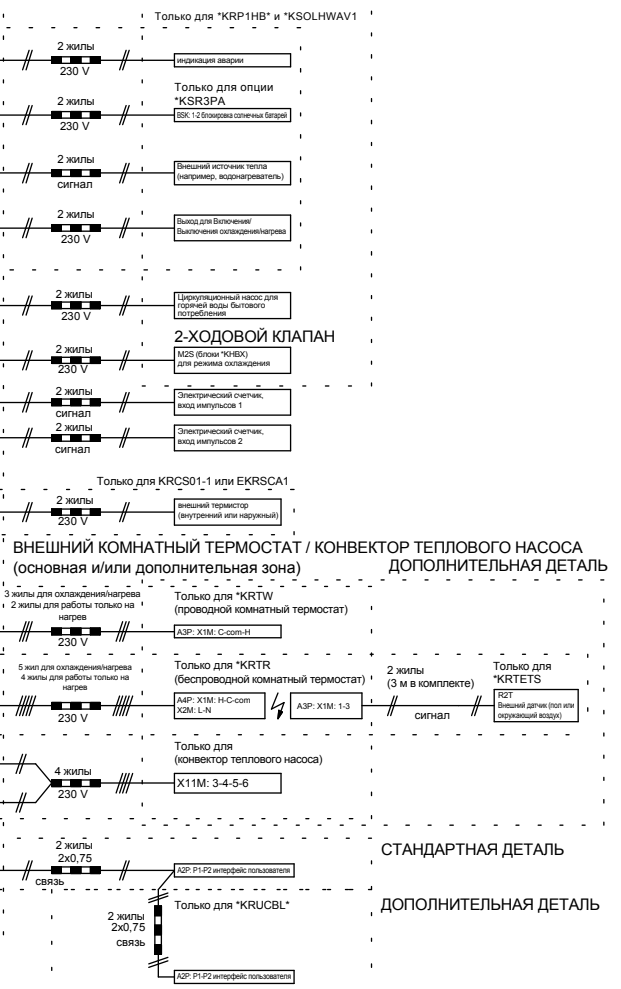 Только для *KRP1HB* и *KSOLHWAV1
2 жилы
230 V
индикация аварии
Только для опции
*KSR3PA
2 жилы
230 V
BSK: 1-2 блокировка солнечных батарей
2 жилы
сигнал
Внешний источник тепла
(например, водонагреватель)
2 жилы
230 V
Выход для Включения/
Выключения охлаждения/нагрева
2 жилы
230 V
Циркуляционный насос для
горячей воды бытового
потребления
2-ХОДОВОЙ КЛАПАН
2 жилы
230 V
M2S (блоки *KHBX)
для режима охлаждения
2 жилы
сигнал
Электрический счетчик,
вход импульсов 1
2 жилы
сигнал
Электрический счетчик,
вход импульсов 2
Только для KRCS01-1 или EKRSCA1
2 жилы
230 V
внешний термистор
(внутренний или наружный)
ВНЕШНИЙ КОМНАТНЫЙ ТЕРМОСТАТ / КОНВЕКТОР ТЕПЛОВОГО НАСОСА
(основная и/или дополнительная зона)
ДОПОЛНИТЕЛЬНАЯ ДЕТАЛЬ
3 жилы для охлаждения/нагрева
2 жилы для работы только на
нагрев
230 V
Только для *KRTW
(проводной комнатный термостат)
A3P: X1M: C-com-H
5 жил для охлаждения/нагрева
4 жилы для работы только на
нагрев
230 V
Только для *KRTR
(беспроводной комнатный термостат)
A4P: X1M: H-C-com
X2M: L-N
A3P: X1M: 1-3
2 жилы
(3 м в комплекте)
сигнал
Только для
*KRTETS
R2T
Внешний датчик (пол или
окружающий воздух)
4 жилы
230 V
Только для
(конвектор теплового насоса)
X11M: 3-4-5-6
2 жилы
2x0,75
связь
A2P: P1-P2 интерфейс пользователя
СТАНДАРТНАЯ ДЕТАЛЬ
Только для *KRUCBL*
ДОПОЛНИТЕЛЬНАЯ ДЕТАЛЬ
2 жилы
2x0,75
связь
A2P: P1-P2 интерфейс пользователя